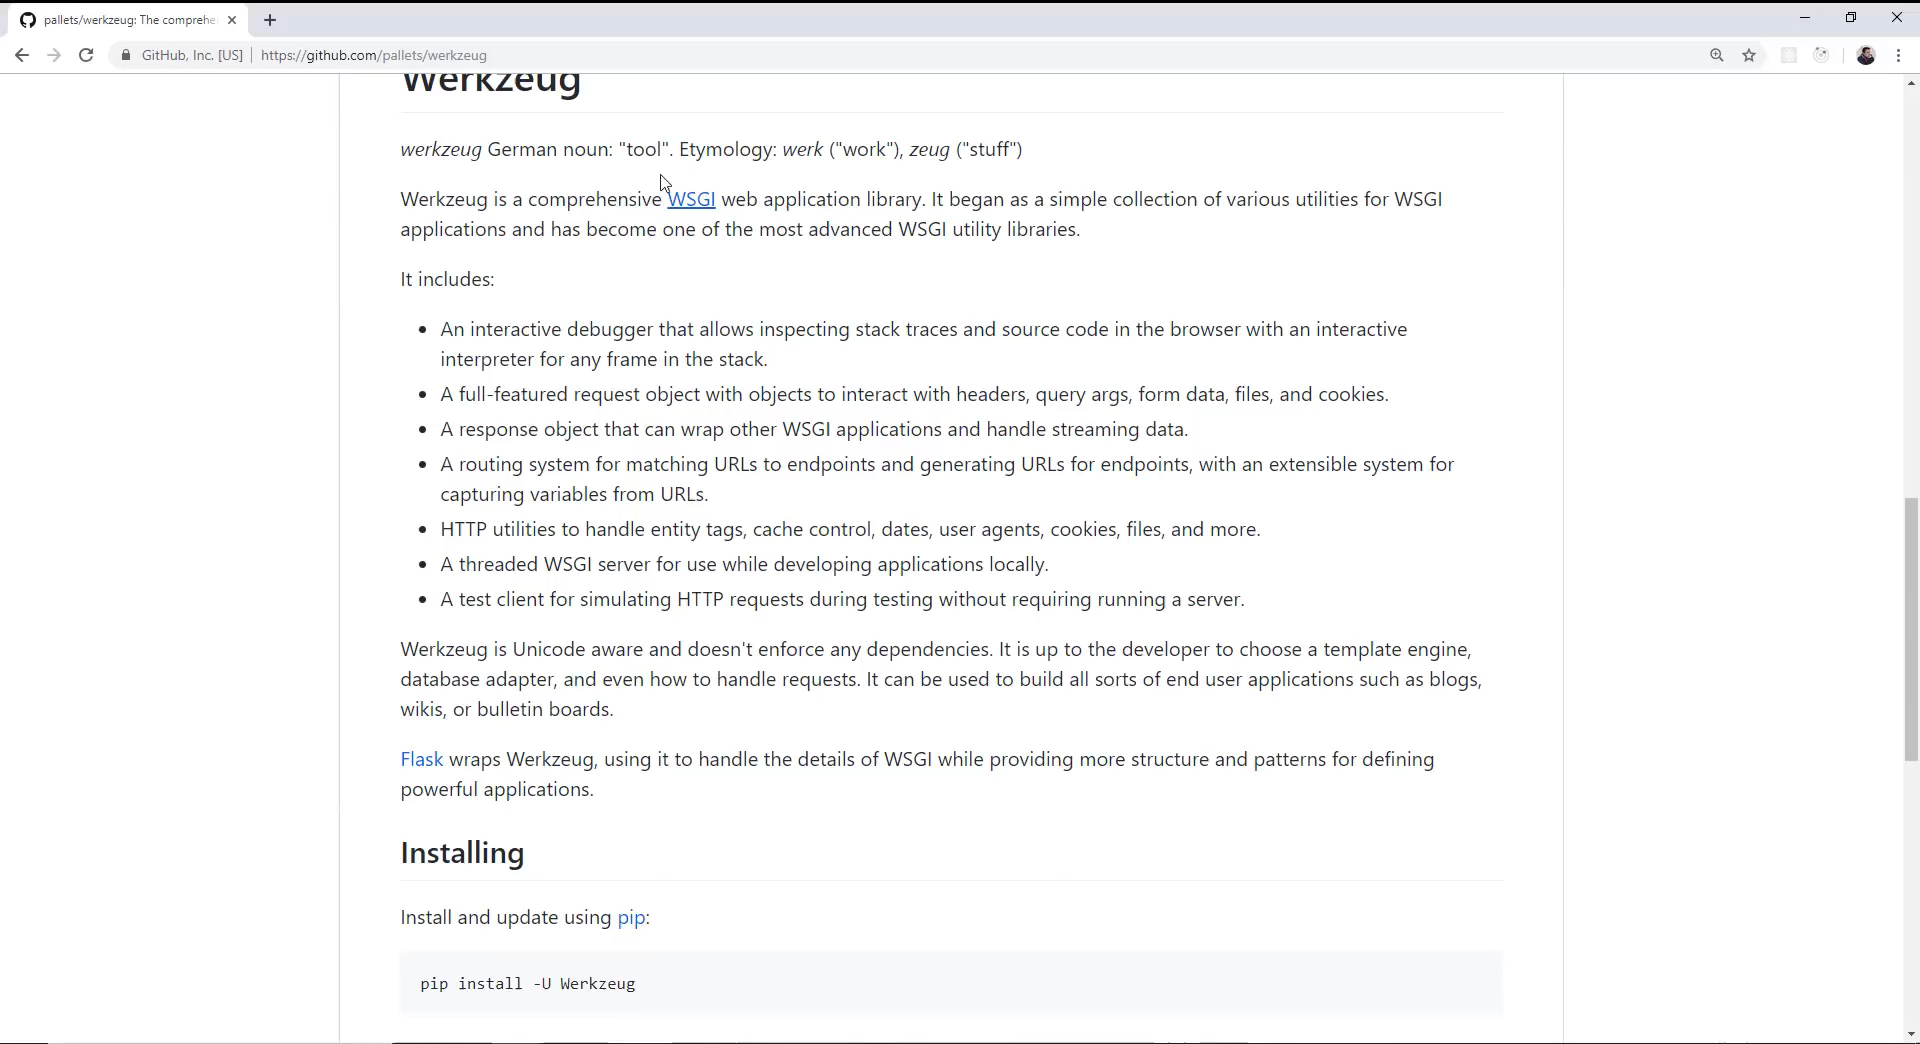 pallets/werkzeug: The comprehe
GitHub, Inc. [US] https://github.com/pallets/werkzeug
Werkzeug
werkzeug German noun: "tool". Etymology: werk ("work"), zeug ("stuff")
Werkzeug is a comprehensive WSGI web application library. It began as a simple collection of various utilities for WSGI
applications and has become one of the most advanced WSGI utility libraries.
It includes:
• An interactive debugger that allows inspecting stack traces and source code in the browser with an interactive
interpreter for any frame in the stack.
• A full-featured request object with objects to interact with headers, query args, form data, files, and cookies.
• A response object that can wrap other WSGI applications and handle streaming data.
• A routing system for matching URLs to endpoints and generating URLs for endpoints, with an extensible system for
capturing variables from URLs.
• HTTP utilities to handle entity tags, cache control, dates, user agents, cookies, files, and more.
• A threaded WSGI server for use while developing applications locally.
• A test client for simulating HTTP requests during testing without requiring running a server.
Werkzeug is Unicode aware and doesn't enforce any dependencies. It is up to the developer to choose a template engine,
database adapter, and even how to handle requests. It can be used to build all sorts of end user applications such as blogs,
wikis, or bulletin boards.
Flask wraps Werkzeug, using it to handle the details of WSGI while providing more structure and patterns for defining
powerful applications.
Installing
Install and update using pip:
pip install -U Werkzeug